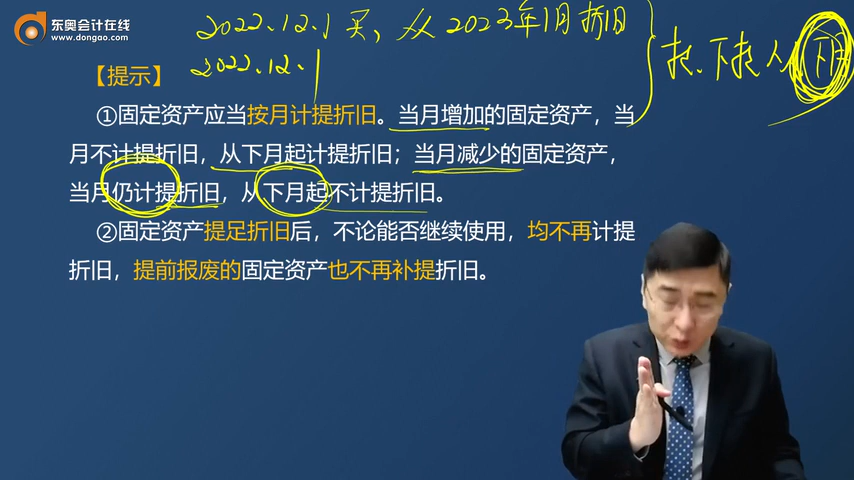 东奥会计在线
www.dongao.com
2022.12.1买,从2023年1月折旧
2022.12.1
【提示】
①固定资产应当按月计提折旧。当月增加的固定资产，当
月不计提折旧，从下月起计提折旧；当月减少的固定资产，
当月仍计提折旧，从下月起不计提折旧。
②固定资产提足折旧后，不论能否继续使用，均不再计提
折旧，提前报废的固定资产也不再补提折旧。